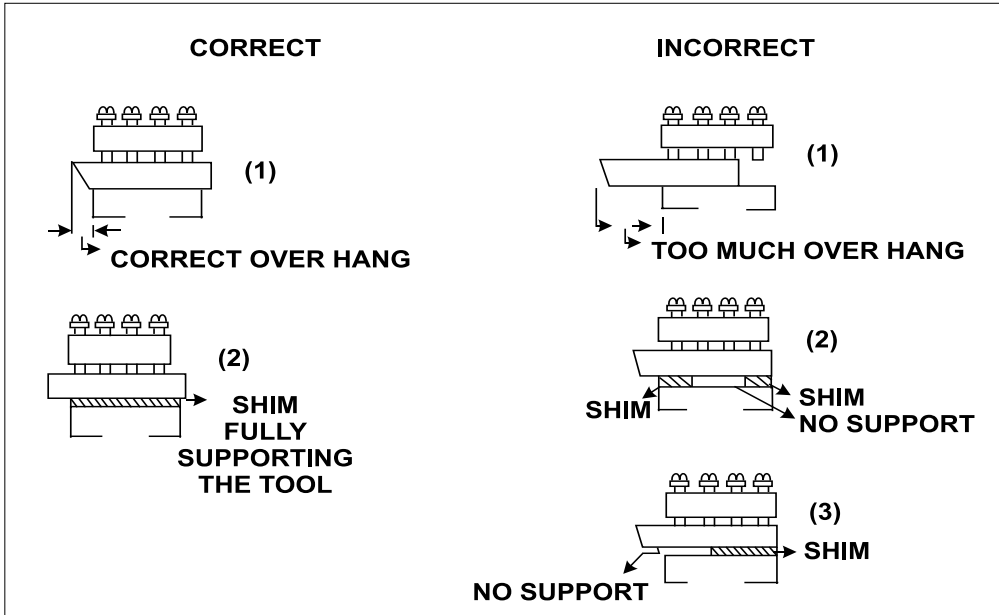 CORRECT
INCORRECT
(1)
CORRECT OVER HANG
(1)
TOO MUCH OVER HANG
(2)
SHIM
FULLY
SUPPORTING
THE TOOL
(2)
SHIM
SHIM
NO SUPPORT
(3)
SHIM
NO SUPPORT